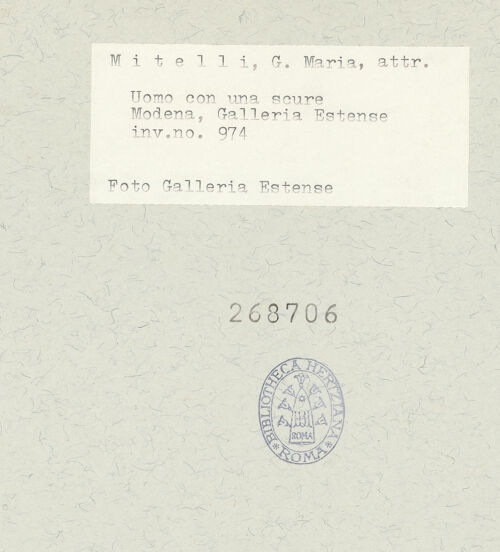 M i t e l l i, G. Maria, attr.
Uomo con una scure
Modena, Galleria Estense
inv.no. 974
Foto Galleria Estense
268706
BIBLIOTHECA HERTZIANA
ROMA
* ROMA *